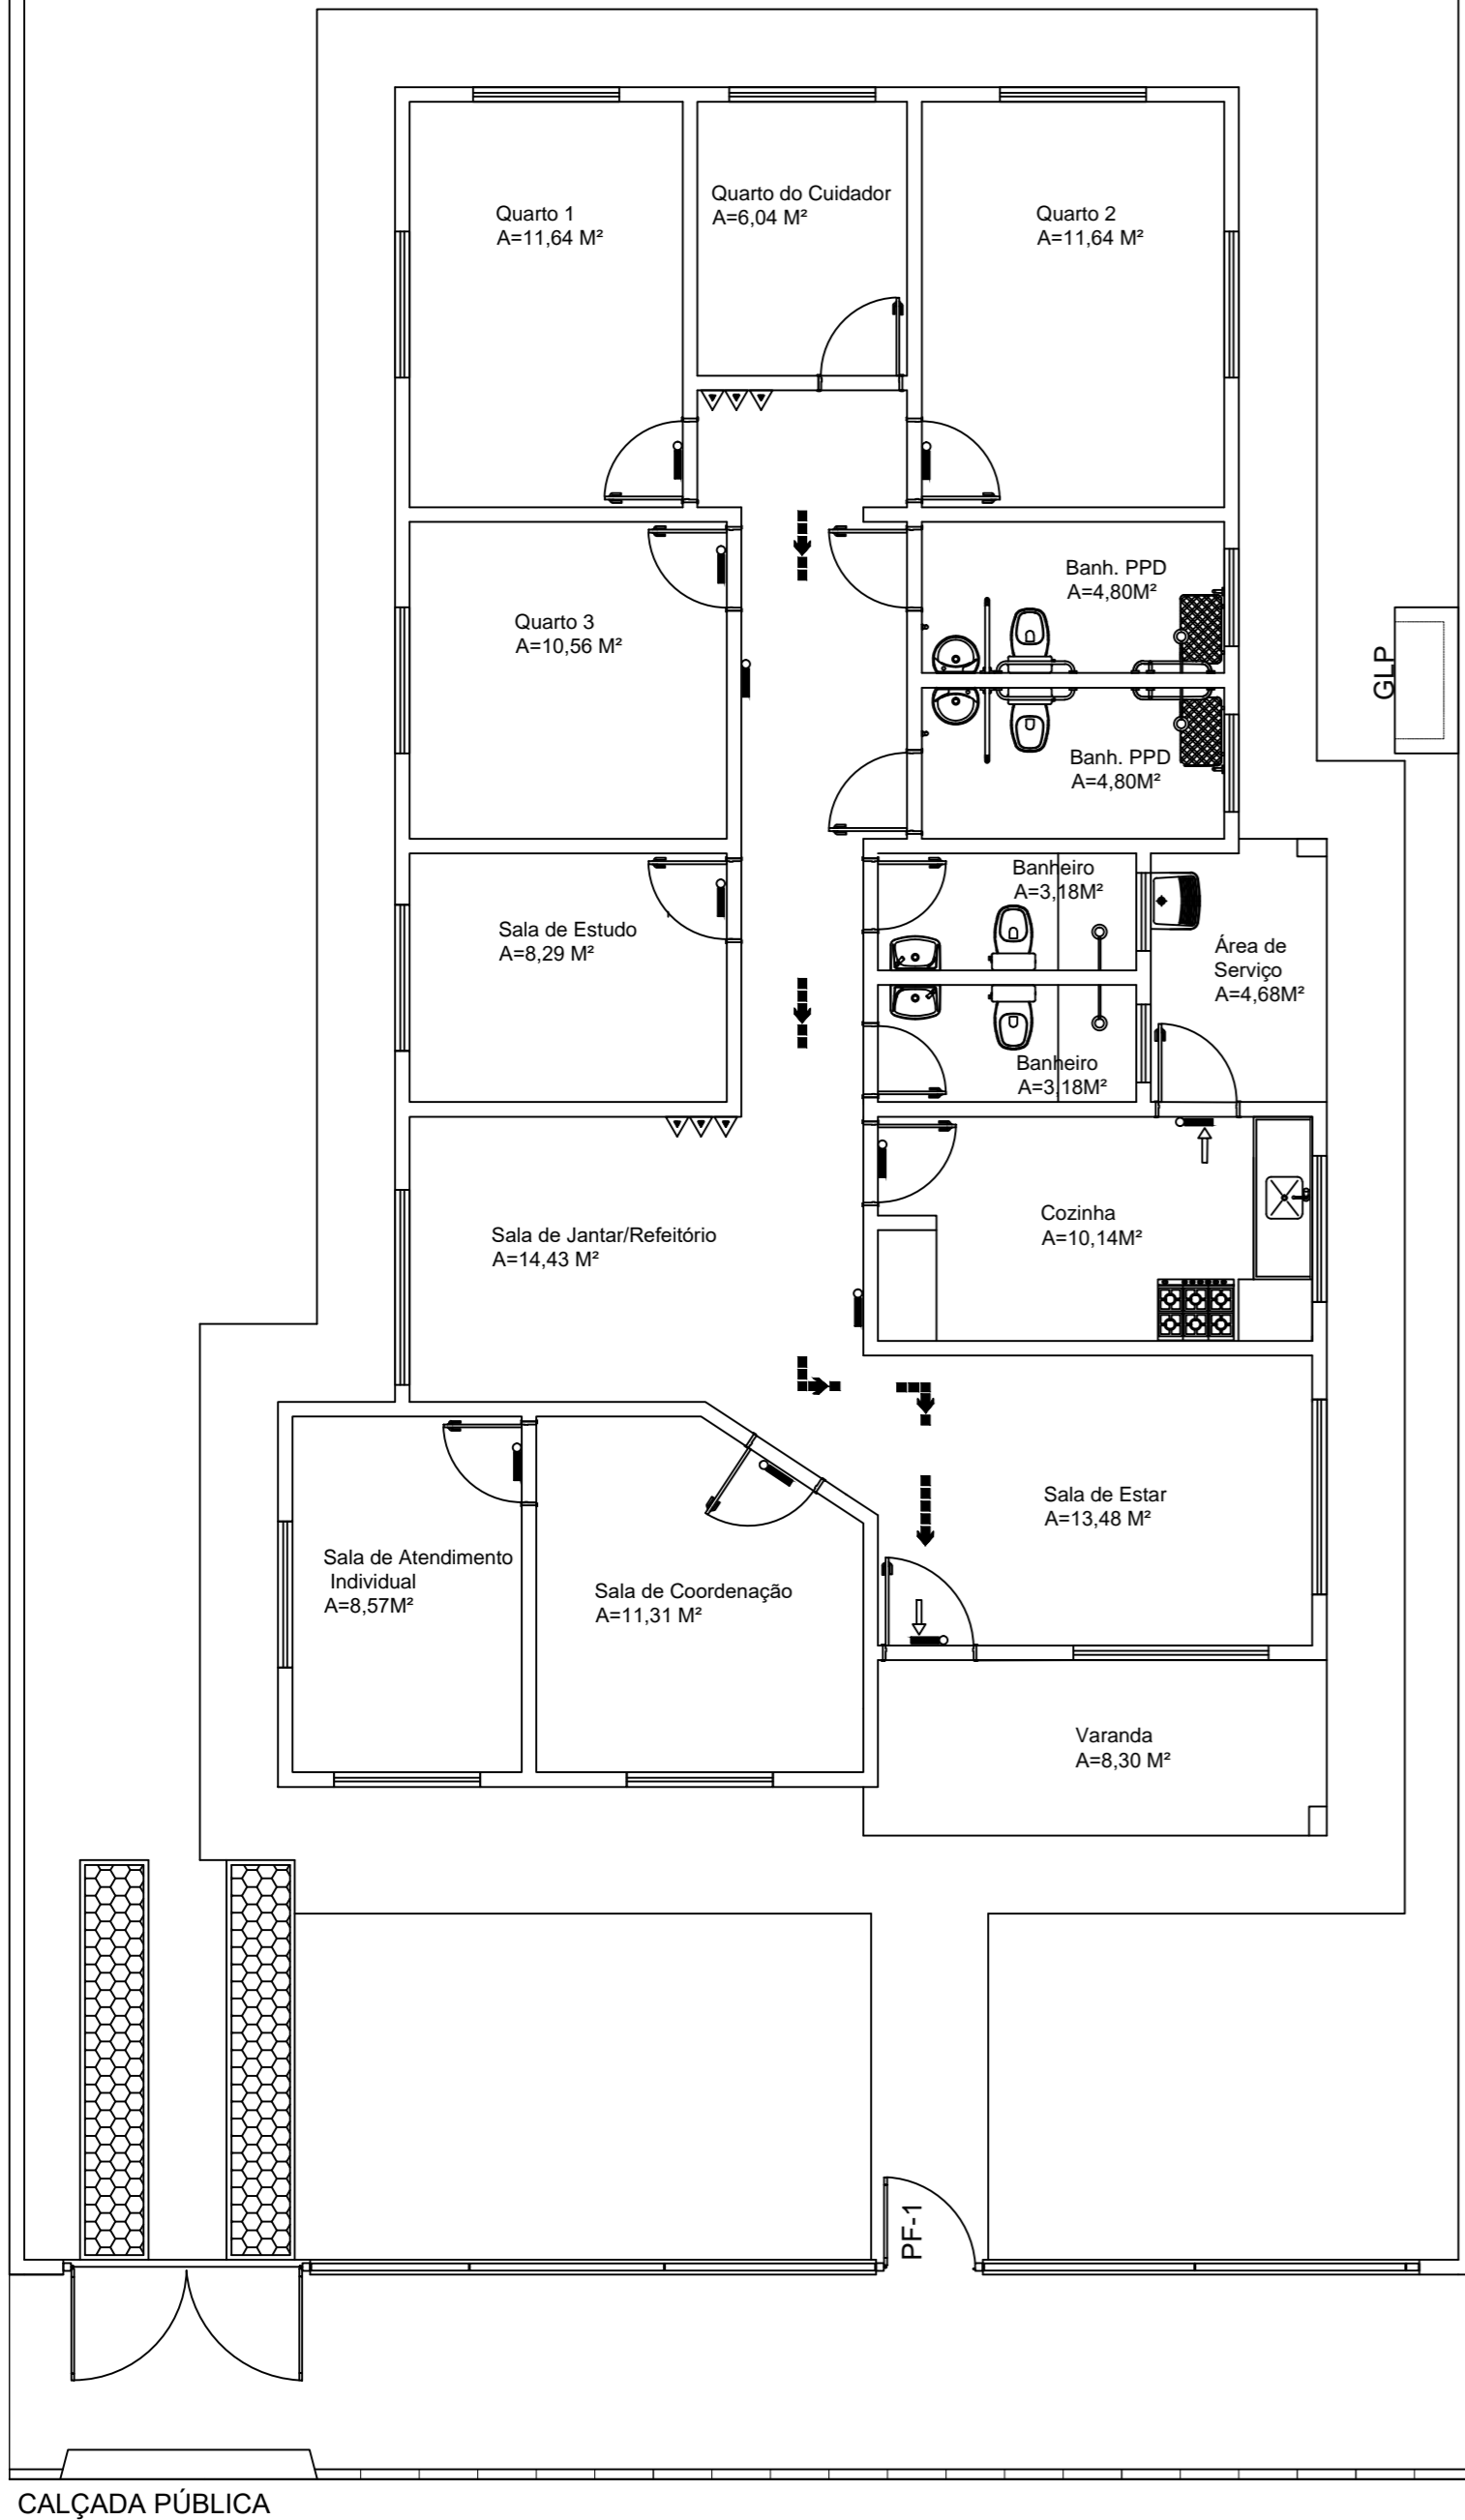 Quarto 1
A=11,64 M²
Quarto do Cuidador
A=6,04 M²
Quarto 2
A=11,64 M²
Banh. PPD
A=4,80M²
Quarto 3
A=10,56 M²
GLP
Banh. PPD
A=4,80M²
Banheiro
A=3,18M²
Sala de Estudo
A=8,29 M²
Área de
Serviço
A=4,68M²
Banheiro
A=3,18M²
Cozinha
A=10,14M²
Sala de Jantar/Refeitório
A=14,43 M²
Sala de Estar
A=13,48 M²
Sala de Atendimento
Individual
A=8,57M²
Sala de Coordenação
A=11,31 M²
Varanda
A=8,30 M²
PF-1
CALÇADA PÚBLICA